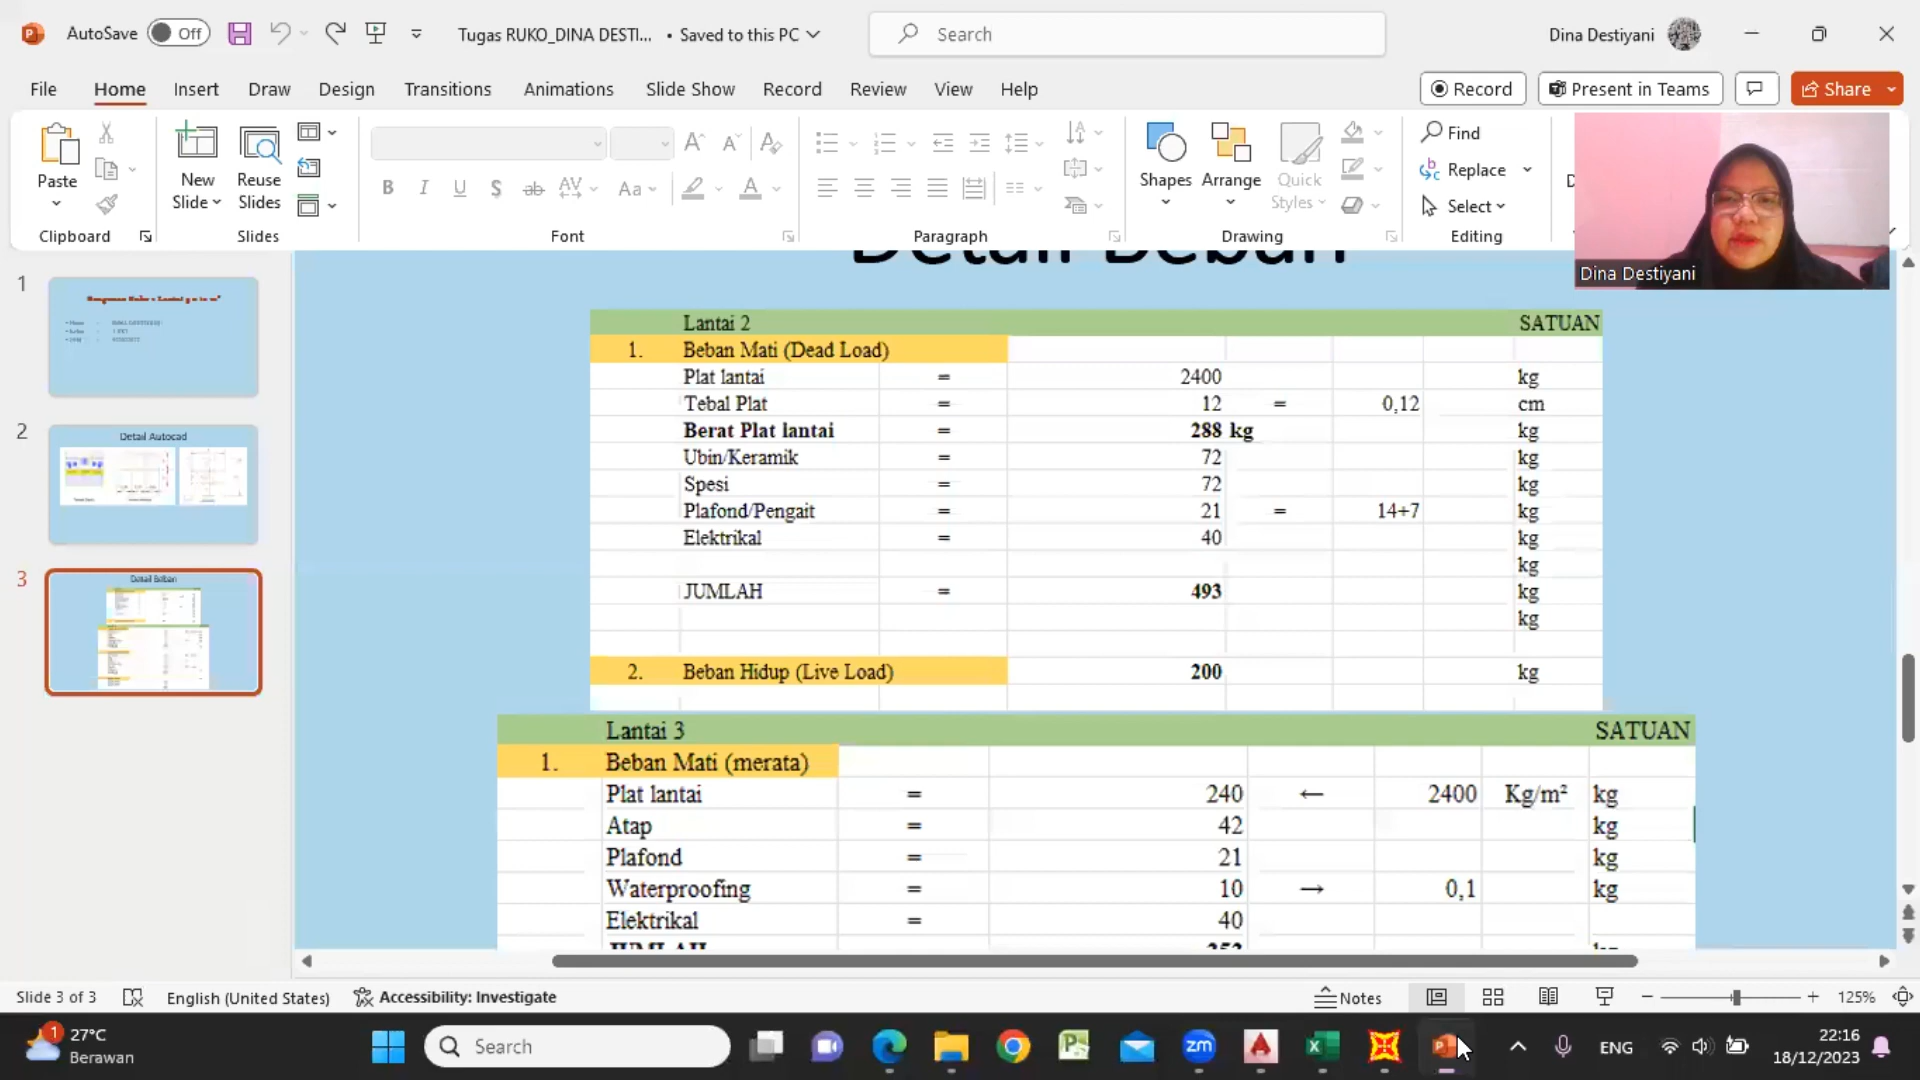 AutoSave Off Tugas RUKO_DINA DESTI... • Saved to this PC Search Dina Destiyani
File Home Insert Draw Design Transitions Animations Slide Show Record Review View Help Record Present in Teams Share
Paste New Slide Reuse Slides Shapes Arrange Quick Styles Find Replace Select
Clipboard Slides Font Paragraph Drawing Editing
Dina Destiyani
Detail Beban
1
2 Detail Autocad
3 Detail Beban
Lantai 2 SATUAN
1. Beban Mati (Dead Load)
Plat lantai = 2400 kg
Tebal Plat = 12 = 0,12 cm
Berat Plat lantai = 288 kg kg
Ubin/Keramik = 72 kg
Spesi = 72 kg
Plafond/Pengait = 21 = 14+7 kg
Elektrikal = 40 kg
kg
JUMLAH = 493 kg
kg
2. Beban Hidup (Live Load) 200 kg
Lantai 3 SATUAN
1. Beban Mati (merata)
Plat lantai = 240 ← 2400 Kg/m² kg
Atap = 42 kg
Plafond = 21 kg
Waterproofing = 10 → 0,1 kg
Elektrikal = 40
Slide 3 of 3 English (United States) Accessibility: Investigate Notes 125%
1 27°C
Berawan
Search
zm
ENG
22:16
18/12/2023